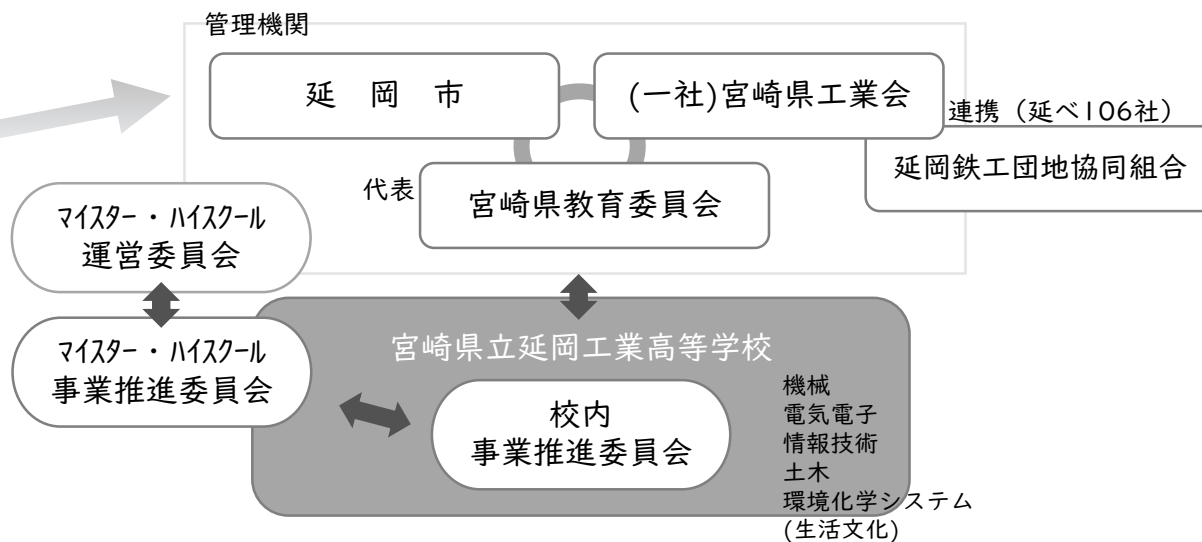 管理機関
延　岡　市
(一社)宮崎県工業会
連携（延べ106社）
延岡鉄工団地協同組合
代表
宮崎県教育委員会
マイスター・ハイスクール
運営委員会
マイスター・ハイスクール
事業推進委員会
宮崎県立延岡工業高等学校
校内
事業推進委員会
機械
電気電子
情報技術
土木
環境化学システム
(生活文化)